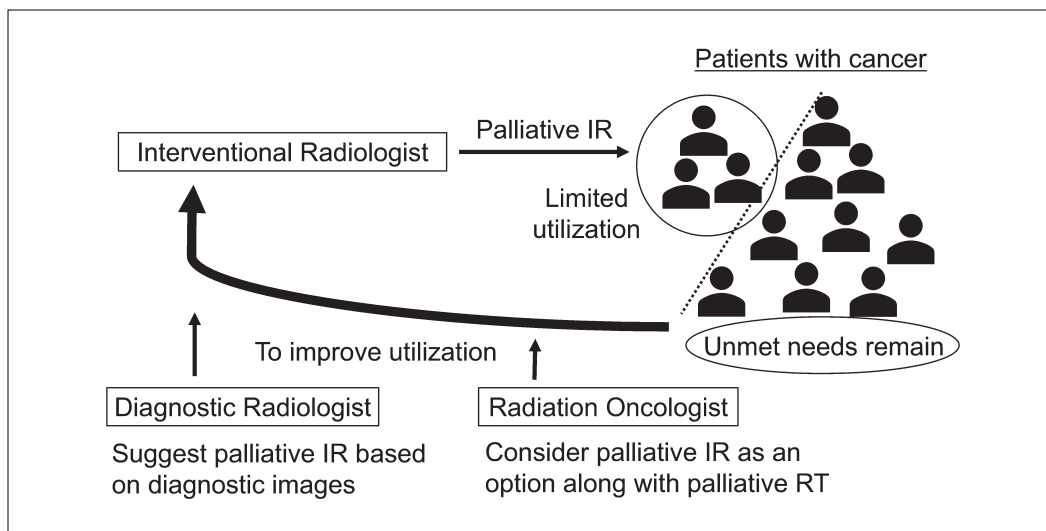 Patients with cancer
Palliative IR
Interventional Radiologist
Limited
utilization
To improve utilization
Unmet needs remain
Diagnostic Radiologist
Suggest palliative IR based
on diagnostic images
Radiation Oncologist
Consider palliative IR as an
option along with palliative RT